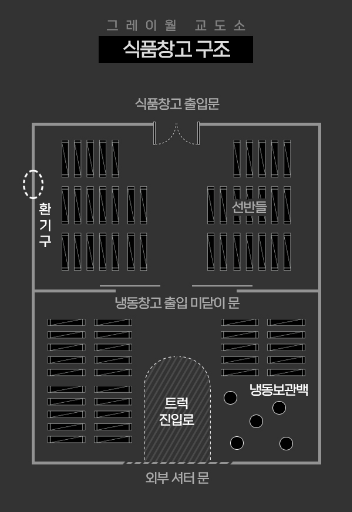 그레이월 교도소
식품창고 구조
식품창고 출입문
환
기
구
선반들
냉동창고 출입 미닫이 문
냉동보관백
트럭
진입로
외부 셔터 문